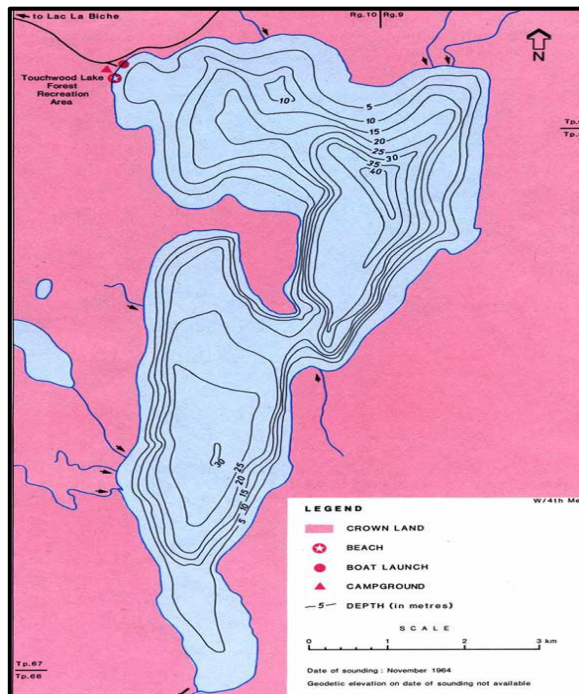 to Lac La Biche
Rg.10 Rg.9
N
Touchwood Lake
Forest
Recreation
Area
10
5
10
15
20
25
30
35
40
30
25
20
15
10
5
W/4th Me
LEGEND
CROWN LAND
BEACH
BOAT LAUNCH
CAMPGROUND
5 DEPTH (in metres)
SCALE
0 1 2 3 km
Date of sounding : November 1964
Geodetic elevation on date of sounding not available
Tp.67
Tp.66